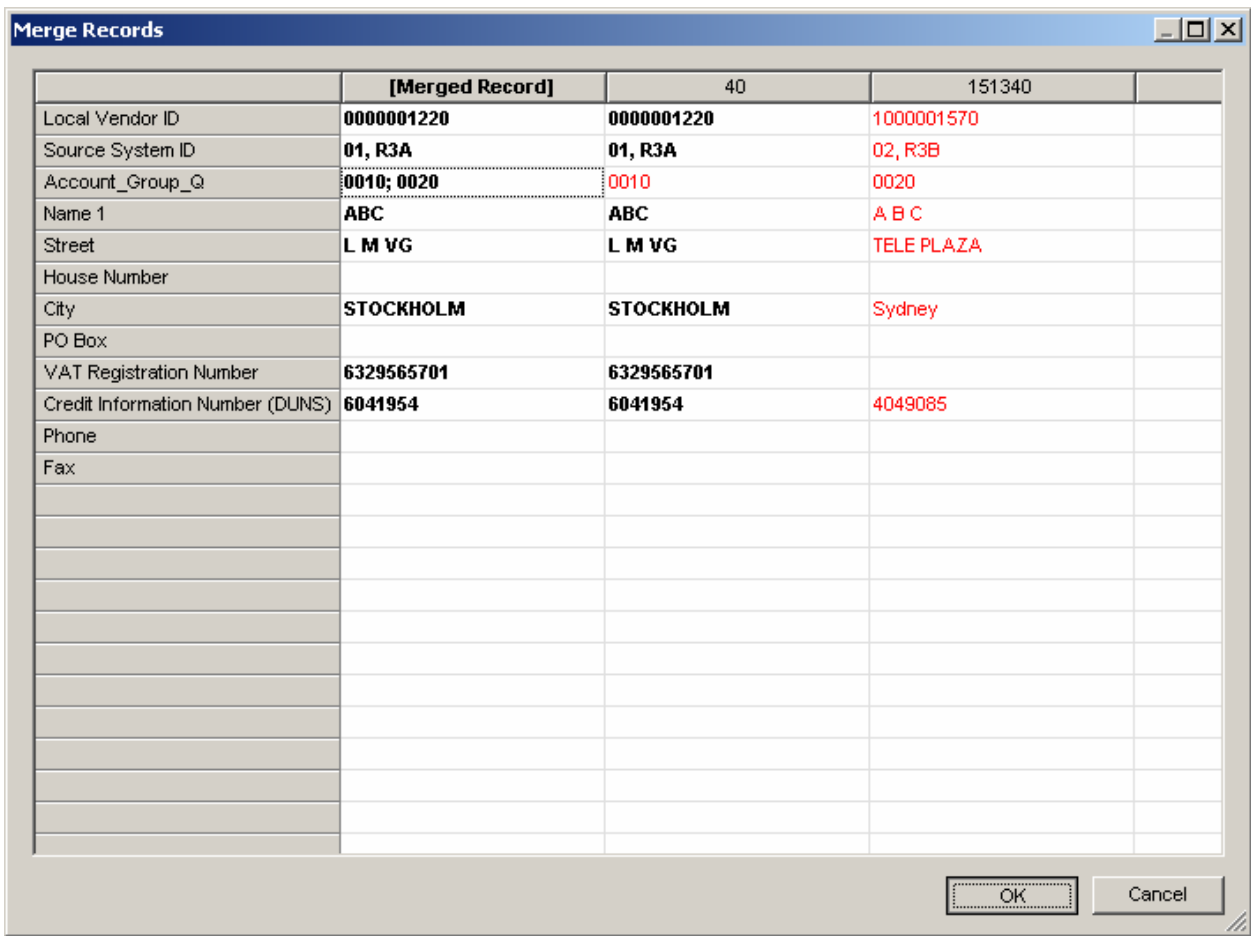 Merge Records
[Merged Record] 40 151340
Local Vendor ID 0000001220 0000001220 1000001570
Source System ID 01, R3A 01, R3A 02, R3B
Account_Group_Q 0010; 0020 0010 0020
Name 1 ABC ABC A B C
Street L M VG L M VG TELE PLAZA
House Number
City STOCKHOLM STOCKHOLM Sydney
PO Box
VAT Registration Number 6329565701 6329565701
Credit Information Number (DUNS) 6041954 6041954 4049085
Phone
Fax
OK Cancel